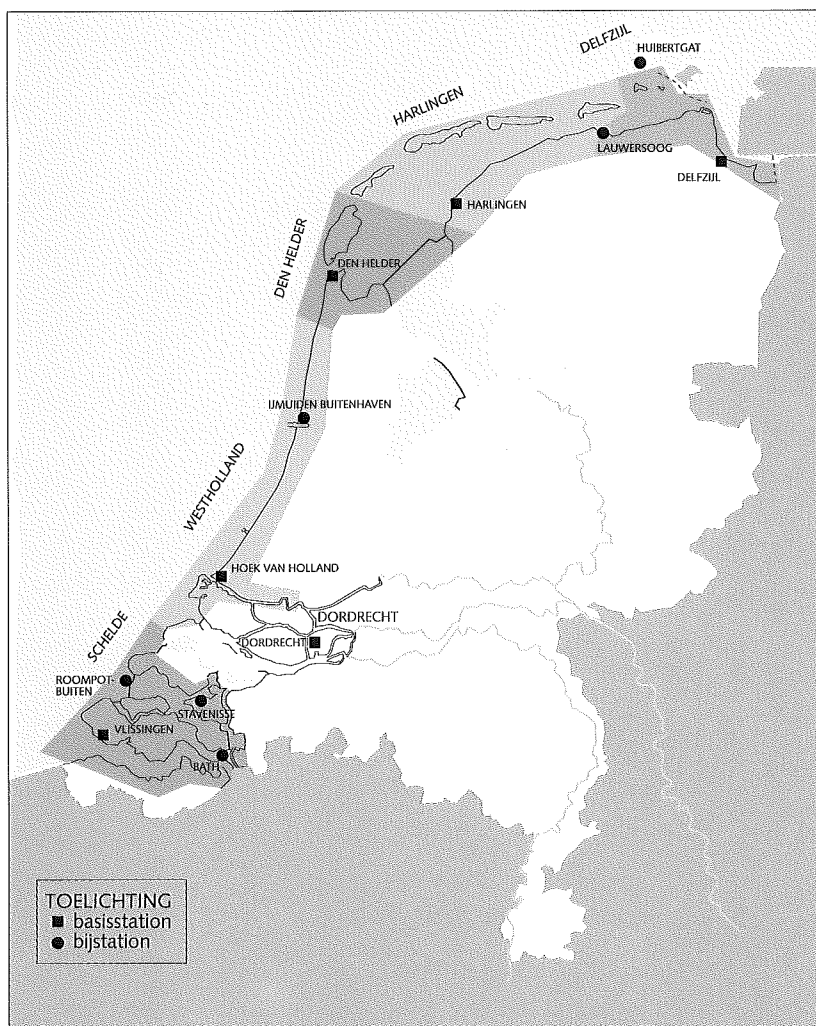 DELFZIJL
HUIBERTGAT
HARLINGEN
LAUWERSOOG
DELFZIJL
HARLINGEN
DEN HELDER
DEN HELDER
IJMUIDEN BUITENHAVEN
WESTHOLLAND
HOEK VAN HOLLAND
DORDRECHT
DORDRECHT
SCHELDE
ROOMPOT-
BUITEN
STAVENISSE
VLISSINGEN
BATH
TOELICHTING
basisstation
bijstation